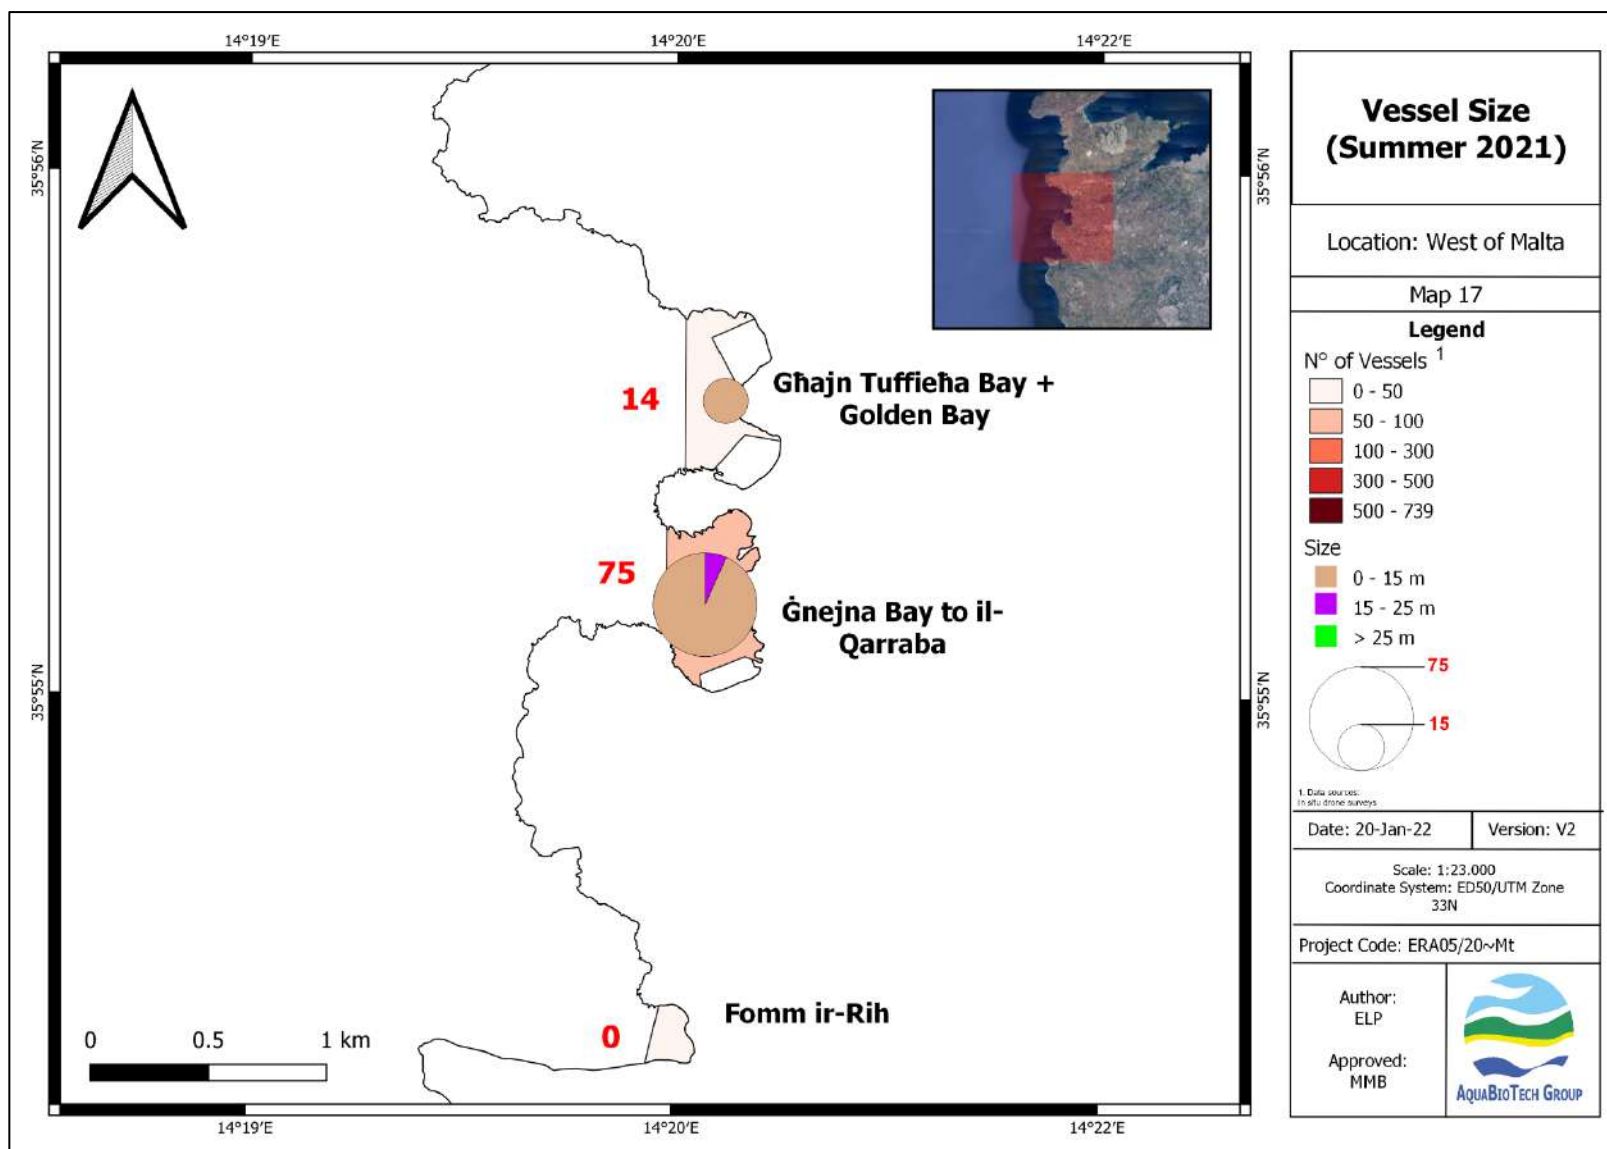 14°19′E
14°20′E
14°22′E
35°56′N
35°56′N
35°55′N
35°55′N
14
Għajn Tuffieħa Bay +
Golden Bay
75
Ġnejna Bay to il-
Qarraba
Fomm ir-Rih
0
0
0.5
1 km
14°19′E
14°20′E
14°22′E
Vessel Size
(Summer 2021)
Location: West of Malta
Map 17
Legend
N° of Vessels 1
0 - 50
50 - 100
100 - 300
300 - 500
500 - 739
Size
0 - 15 m
15 - 25 m
> 25 m
75
15
1. Data sources:
In situ drone surveys
Date: 20-Jan-22
Version: V2
Scale: 1:23.000
Coordinate System: ED50/UTM Zone
33N
Project Code: ERA05/20~Mt
Author:
ELP
Approved:
MMB
AQUABIOTECH GROUP